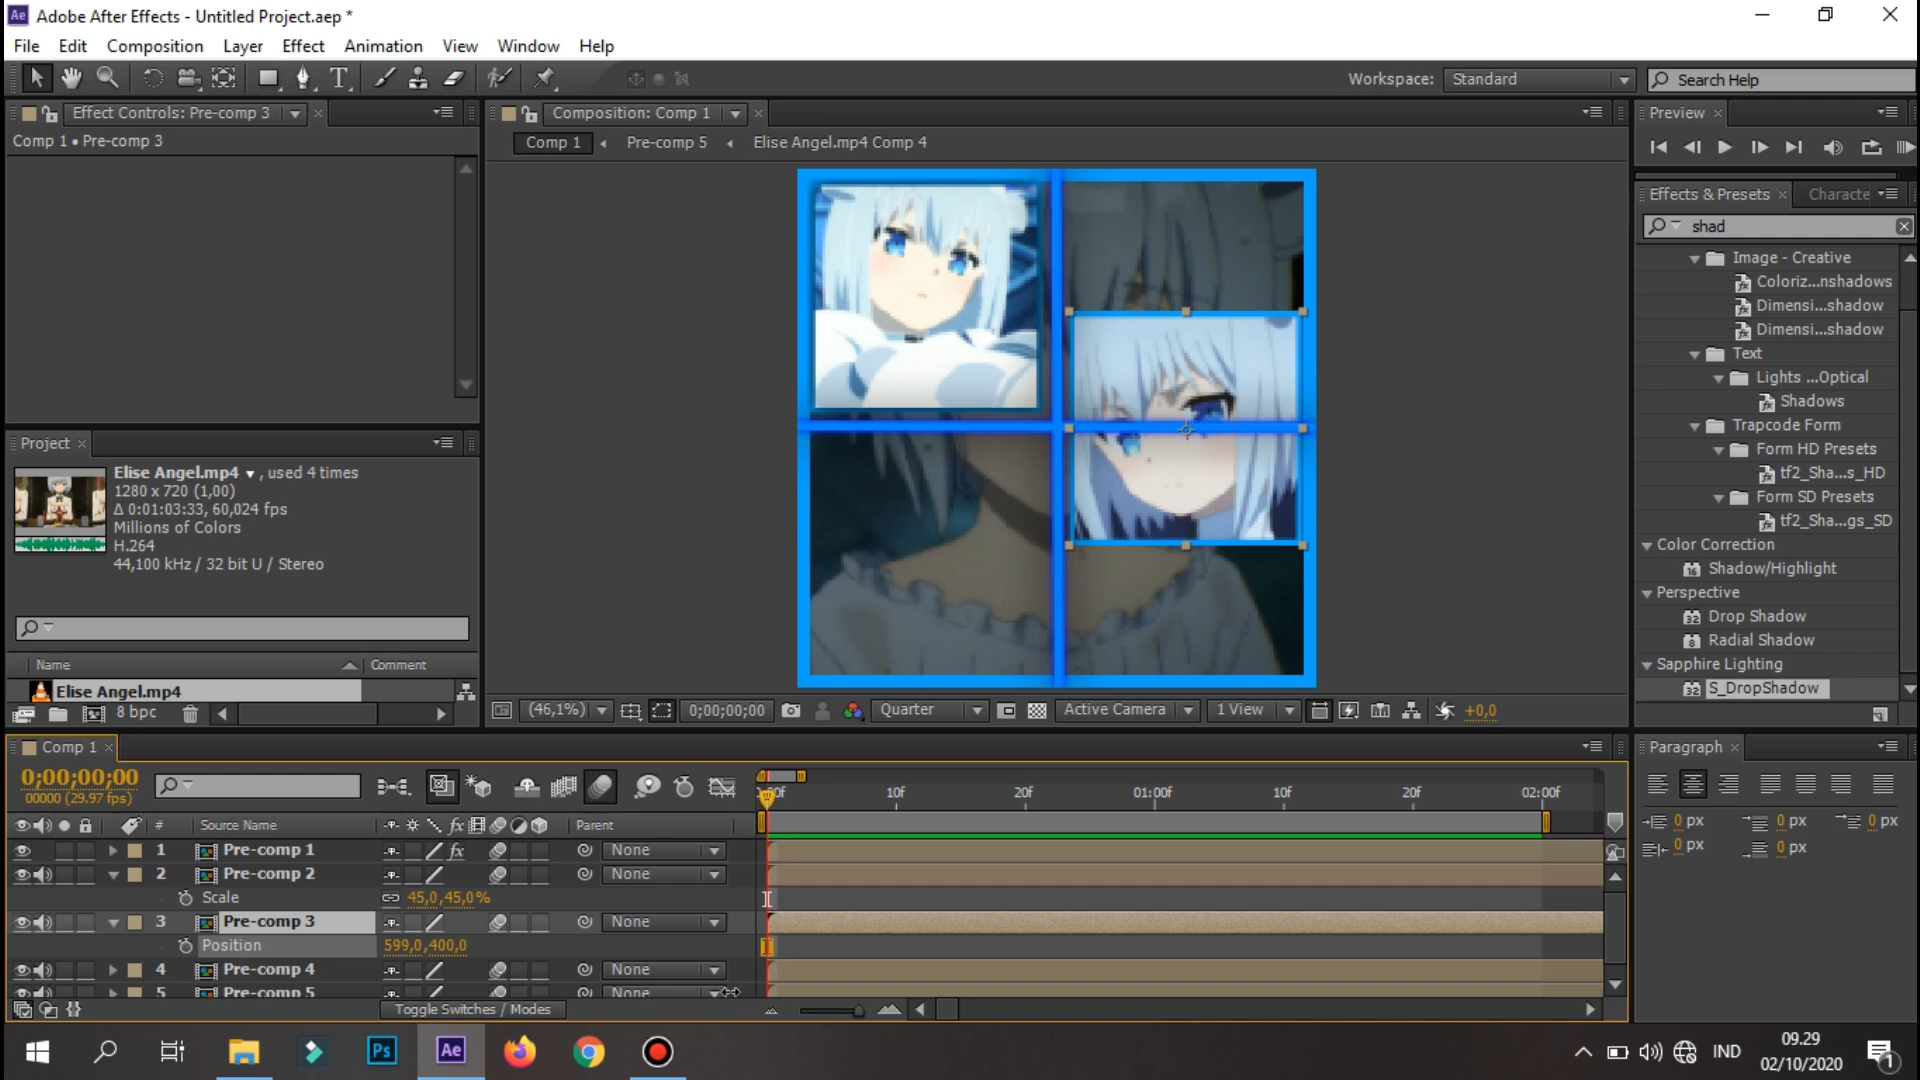 Ae Adobe After Effects - Untitled Project.aep *
File Edit Composition Layer Effect Animation View Window Help
T Workspace: Standard Search Help
Effect Controls: Pre-comp 3
Comp 1 • Pre-comp 3
Composition: Comp 1
Comp 1 Pre-comp 5 Elise Angel.mp4 Comp 4
Preview
Effects & Presets Characte
shad
Image - Creative
Coloriz...nshadows
Dimensi...shadow
Dimensi...shadow
Text
Lights ...Optical
Shadows
Trapcode Form
Form HD Presets
tf2_Sha...s_HD
Form SD Presets
tf2_Sha...gs_SD
Color Correction
16 Shadow/Highlight
Perspective
32 Drop Shadow
8 Radial Shadow
Sapphire Lighting
32 S_DropShadow
Project
Elise Angel.mp4 , used 4 times
1280 x 720 (1,00)
Δ 0:01:03:33, 60,024 fps
Millions of Colors
H.264
44,100 kHz / 32 bit U / Stereo
Name Comment
Elise Angel.mp4
8 bpc
(46,1%) 0;00;00;00 Quarter Active Camera 1 View +0,0
Comp 1
0;00;00;00
00000 (29.97 fps)
10f 20f 01:00f 10f 20f 02:00f
# Source Name fx Parent
1 Pre-comp 1 fx None
2 Pre-comp 2 None
Scale 45,0,45,0%
3 Pre-comp 3 None
Position 599,0,400,0
4 Pre-comp 4 None
5 Pre-comp 5 None
Toggle Switches / Modes
Paragraph
0 px 0 px 0 px
0 px 0 px
Ps Ae
IND 09.29
02/10/2020
1